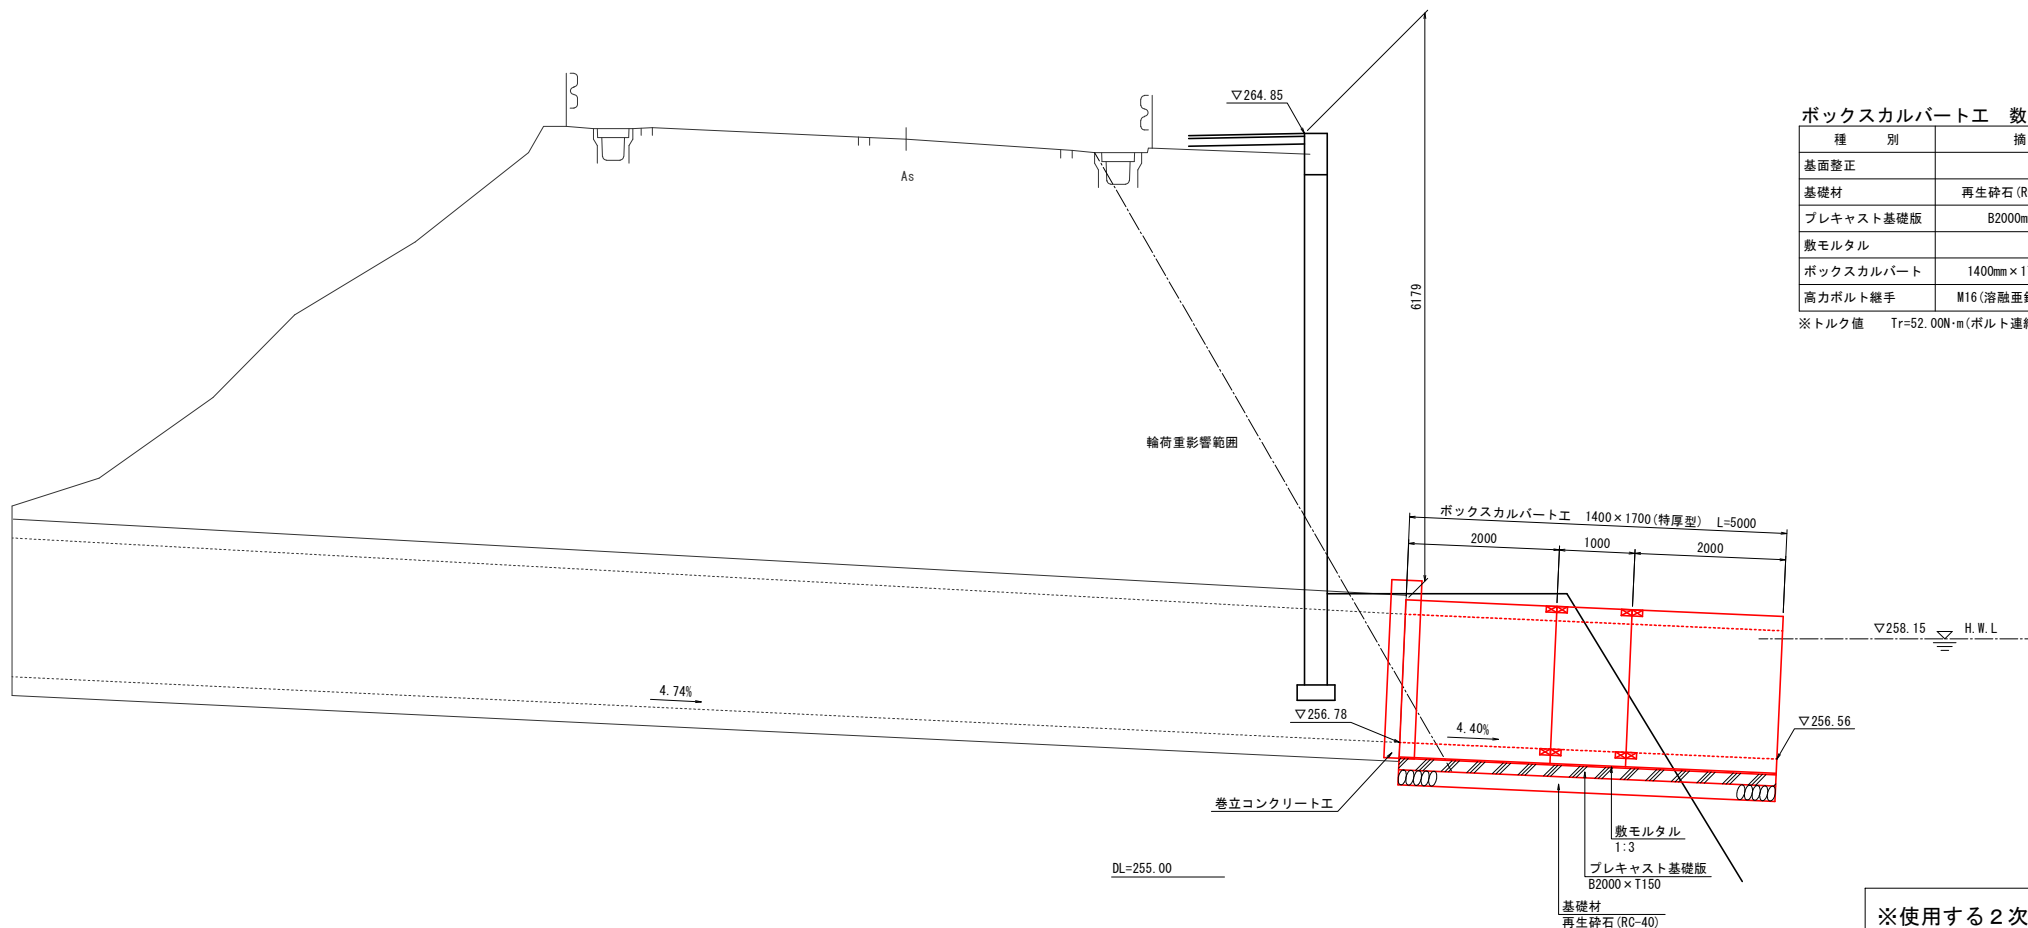 ▽264.85
As
6179
輪荷重影響範囲
ボックスカルバート工 数
種 別 摘
基面整正
基礎材 再生砕石(R
プレキャスト基礎版 B2000m
敷モルタル
ボックスカルバート 1400mm×1
高力ボルト継手 M16(溶融亜
※トルク値 Tr=52.00N·m(ボルト連
ボックスカルバート工 1400×1700(特厚型) L=5000
2000 1000 2000
▽258.15 H.W.L
4.74%
▽256.78
4.40%
▽256.56
巻立コンクリート工
敷モルタル
1:3
DL=255.00
プレキャスト基礎版
B2000×T150
基礎材
再生砕石(RC-40)
※使用する2次